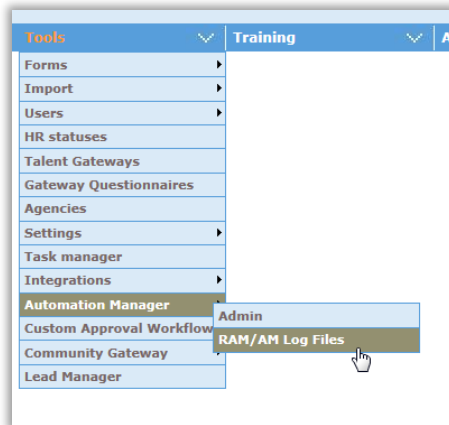 Tools
Training
A
Forms
Import
Users
HR statuses
Talent Gateways
Gateway Questionnaires
Agencies
Settings
Task manager
Integrations
Automation Manager
Admin
Custom Approval Workflow
RAM/AM Log Files
Community Gateway
Lead Manager